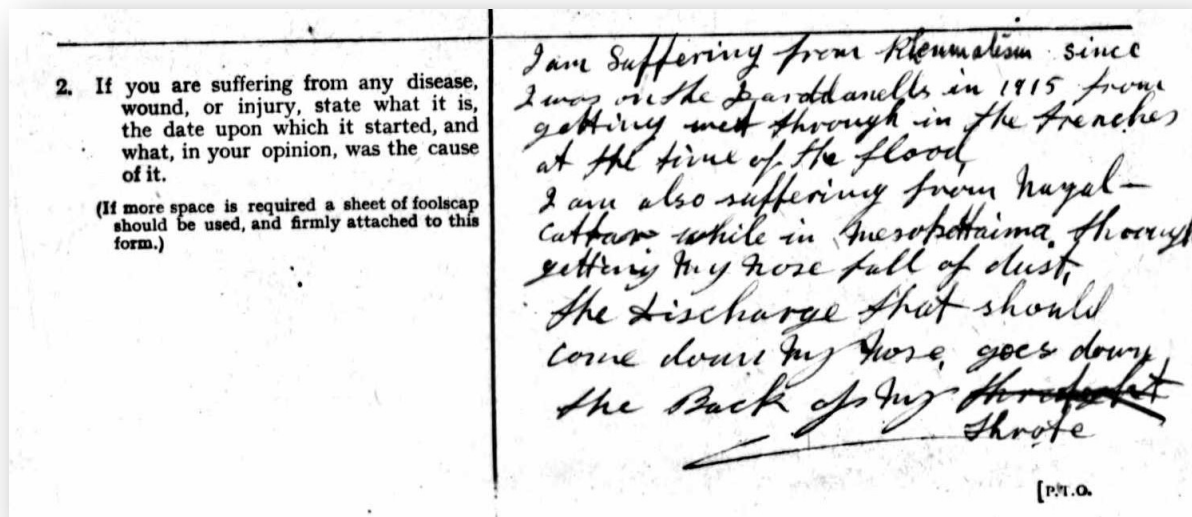 2. If you are suffering from any disease,
wound, or injury, state what it is,
the date upon which it started, and
what, in your opinion, was the cause
of it.
(If more space is required a sheet of foolscap
should be used, and firmly attached to this
form.)
I am Suffering from Rheumatism since
I was on the Darddanells in 1915 from
getting wet through in the trenches
at the time of the flood,
I am also suffering from Nayal-
Cattar while in Mesopottaima, through
getting my nose full of dust,
the discharge that should
come down my nose, goes down
the Back of my
throte
[P.T.O.